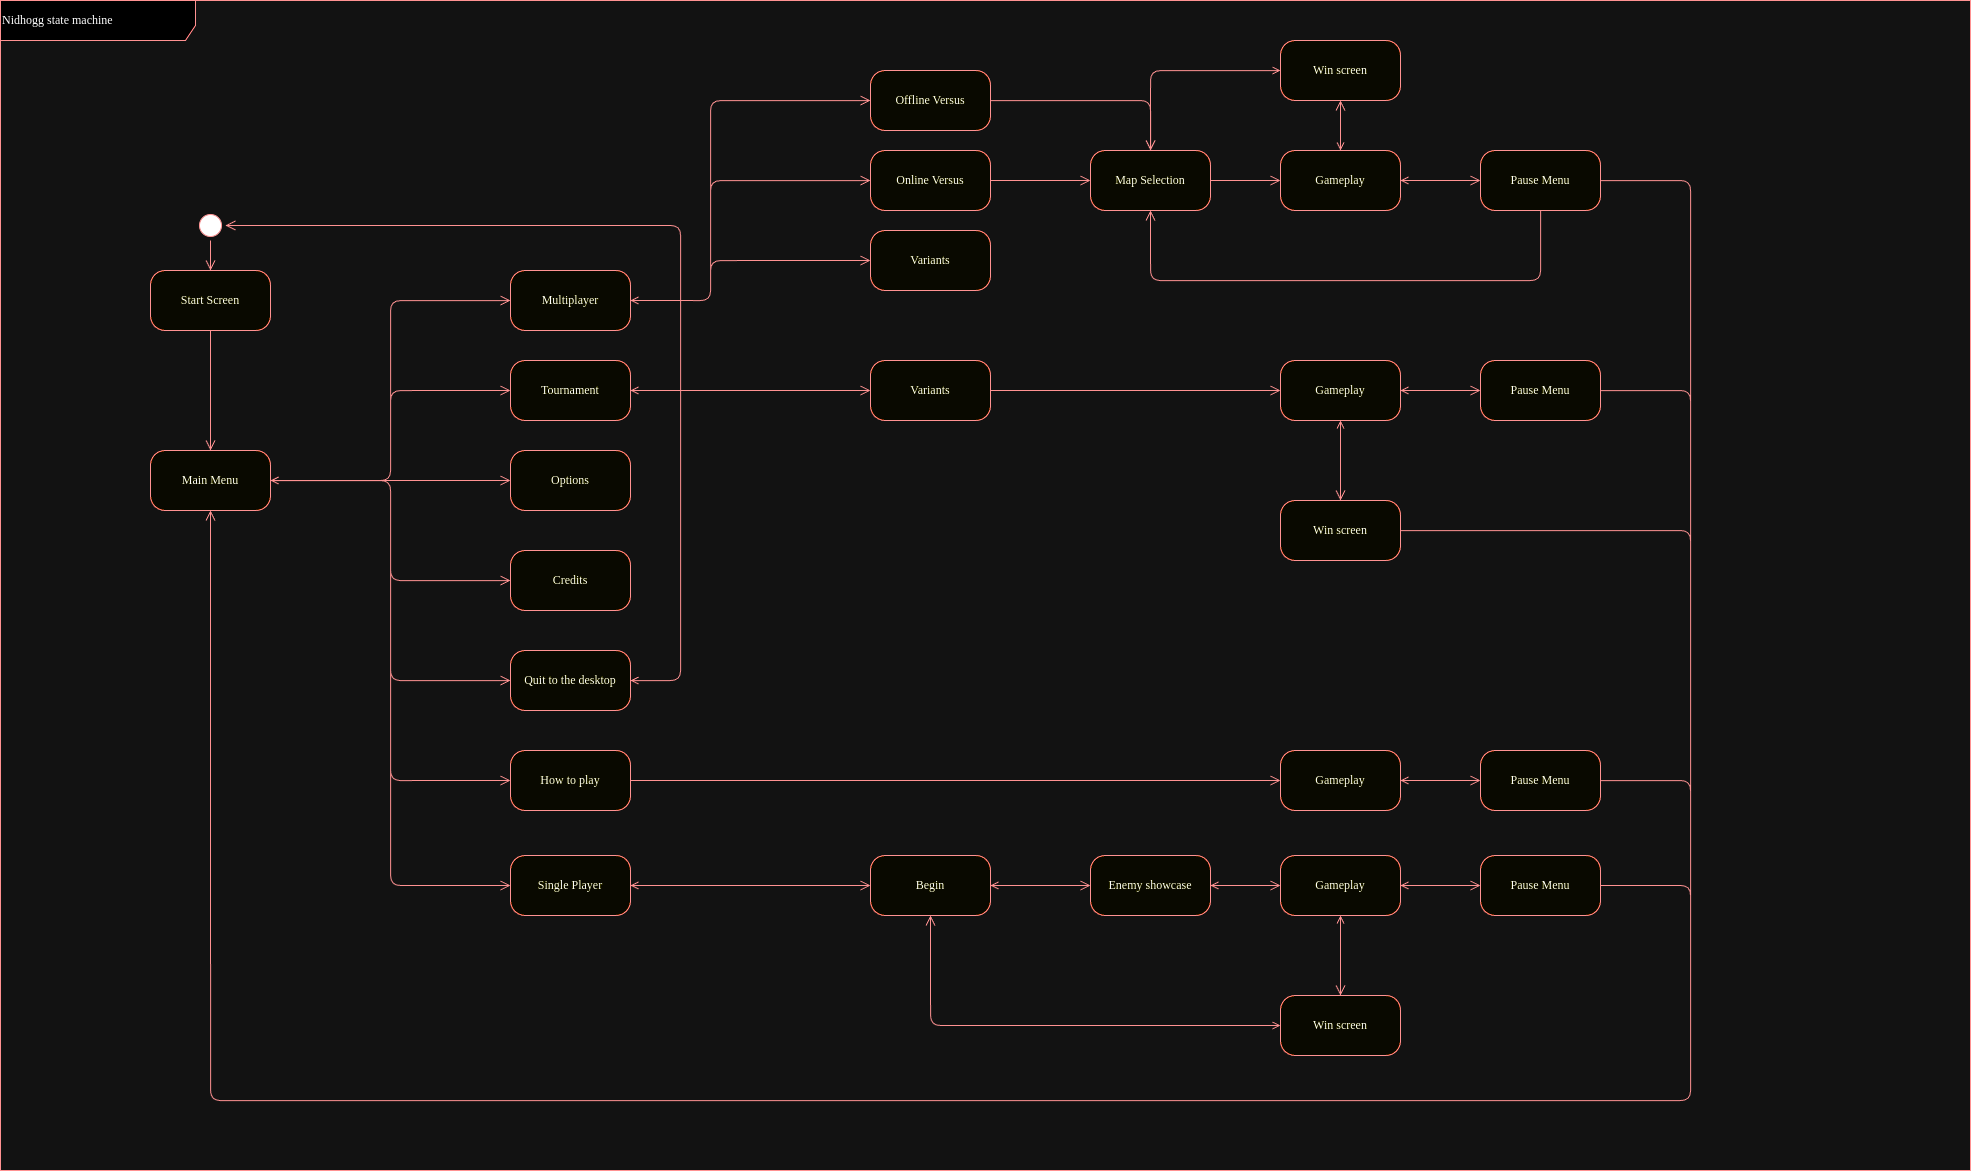 Nidhogg state machine
Win screen
Offline Versus
Online Versus
Map Selection
Gameplay
Pause Menu
Variants
Start Screen
Multiplayer
Tournament
Variants
Gameplay
Pause Menu
Main Menu
Options
Win screen
Credits
Quit to the desktop
How to play
Gameplay
Pause Menu
Single Player
Begin
Enemy showcase
Gameplay
Pause Menu
Win screen